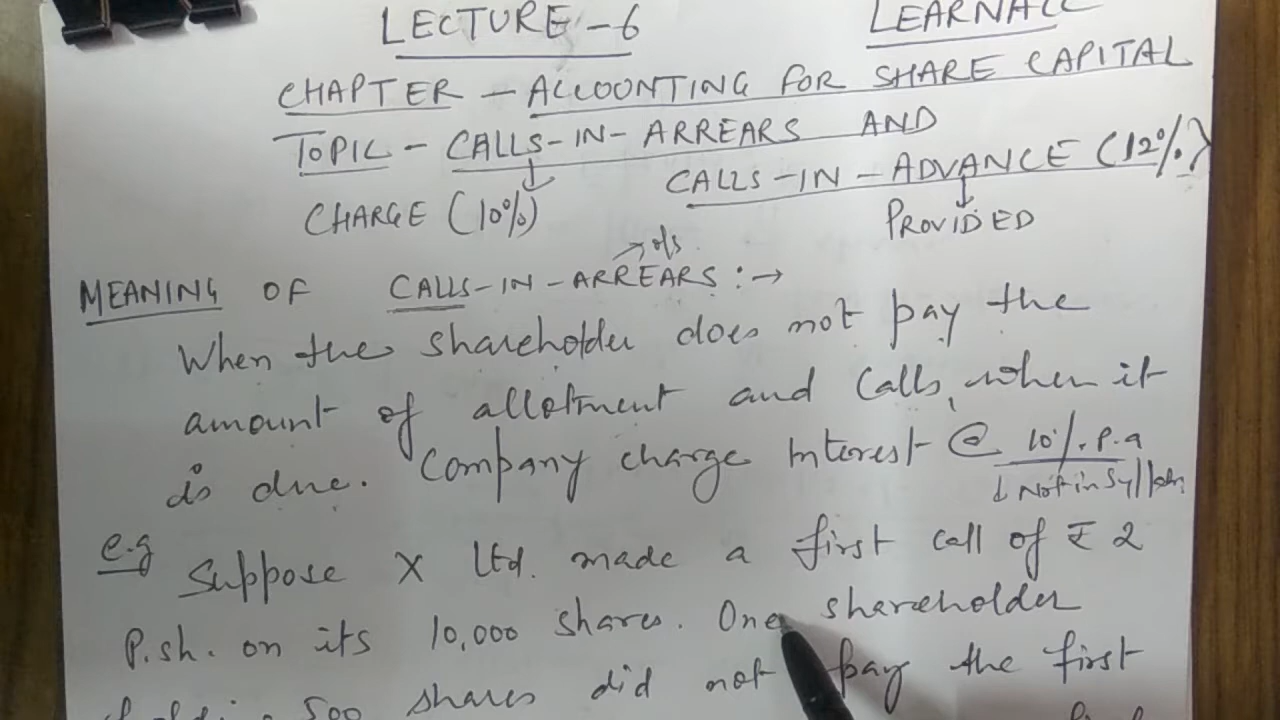 LECTURE-6
LEARNALL
CHAPTER - ACCOUNTING FOR SHARE CAPITAL
TOPIC - CALLS-IN-ARREARS AND
CALLS-IN-ADVANCE (12%)
CHARGE (10%)
PROVIDED
o/s
MEANING OF CALLS-IN-ARREARS :→
When the shareholder does not pay the
amount of allotment and Calls, when it
is due. Company charge Interest @ 10%.P.a
↓ Not in Syllabus
e.g Suppose X Ltd. made a first call of ₹ 2
P.sh. on its 10,000 shares. One shareholder
500 shares did not pay the first